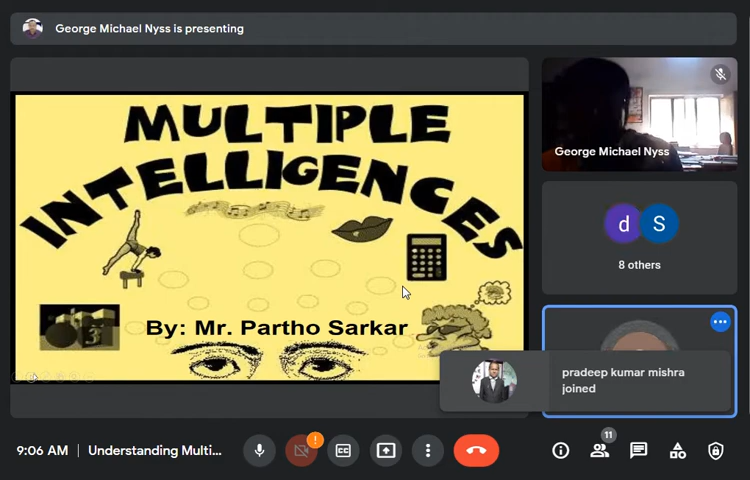 George Michael Nyss is presenting
MULTIPLE
INTELLIGENCES
By: Mr. Partho Sarkar
3
George Michael Nyss
d S
8 others
pradeep kumar mishra
joined
9:06 AM | Understanding Multi...
!
CC
11